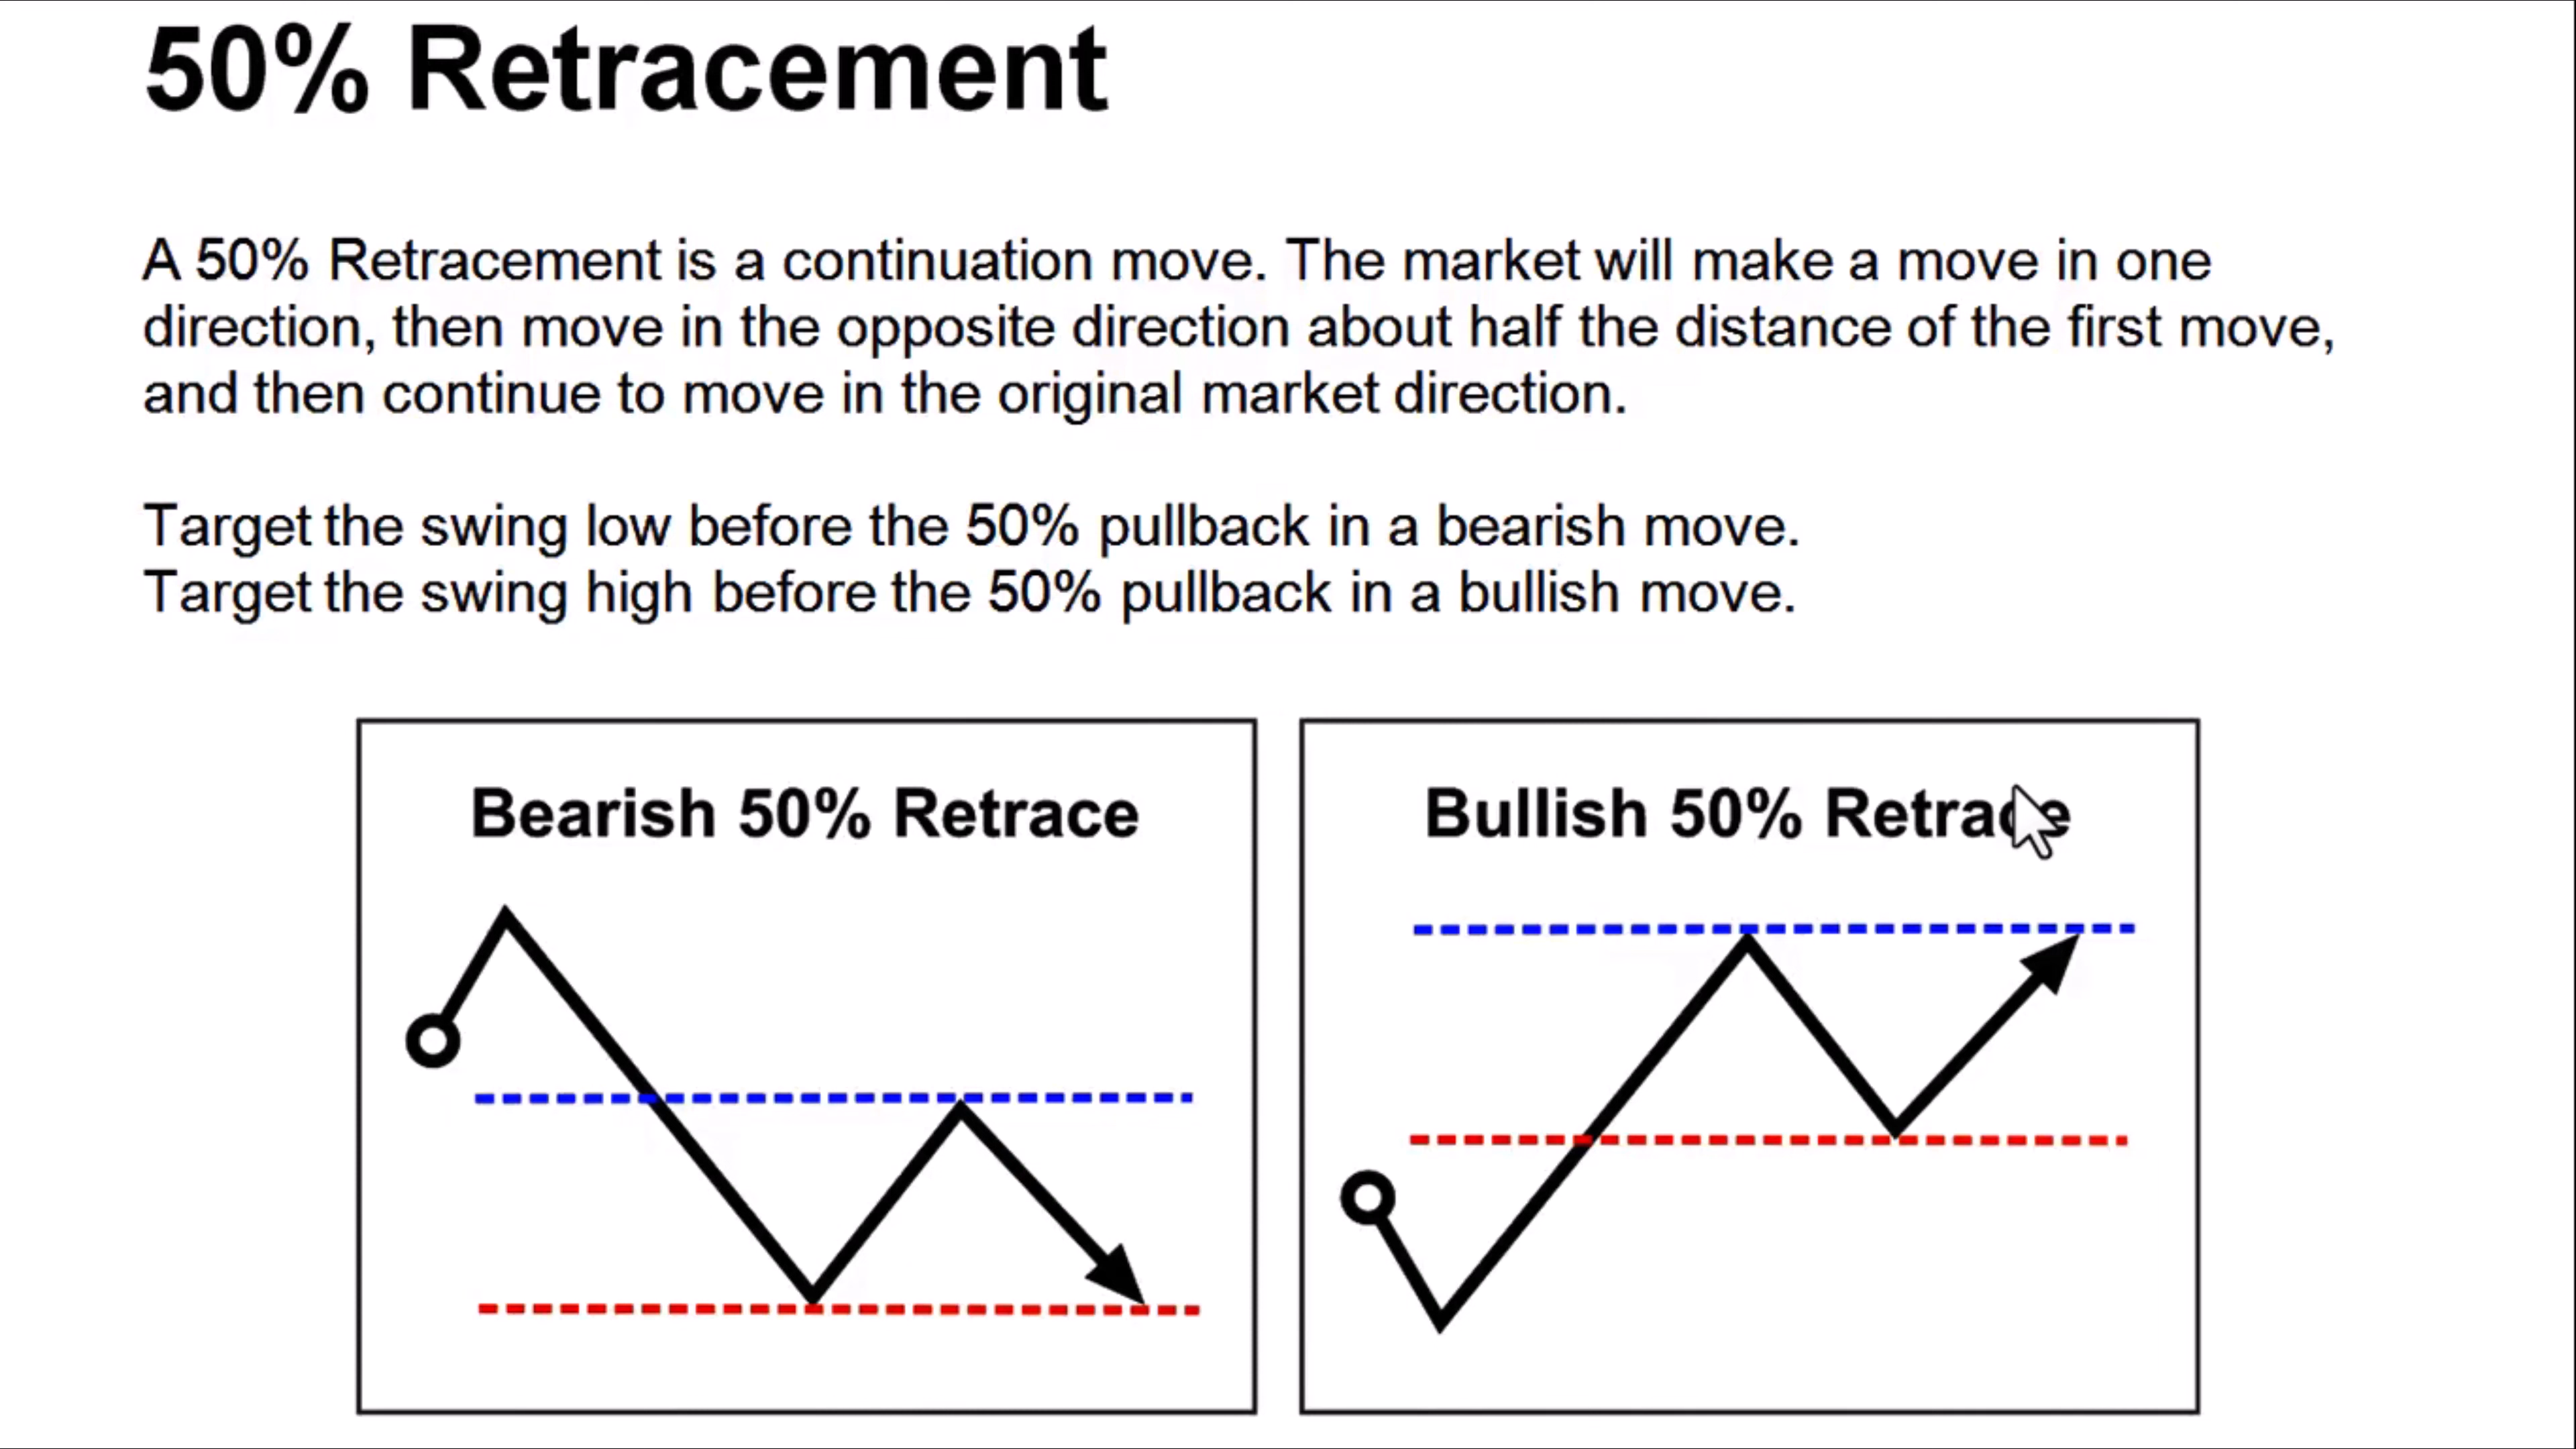 50% Retracement
A 50% Retracement is a continuation move. The market will make a move in one
direction, then move in the opposite direction about half the distance of the first move,
and then continue to move in the original market direction.
Target the swing low before the 50% pullback in a bearish move.
Target the swing high before the 50% pullback in a bullish move.
Bearish 50% Retrace
Bullish 50% Retrace